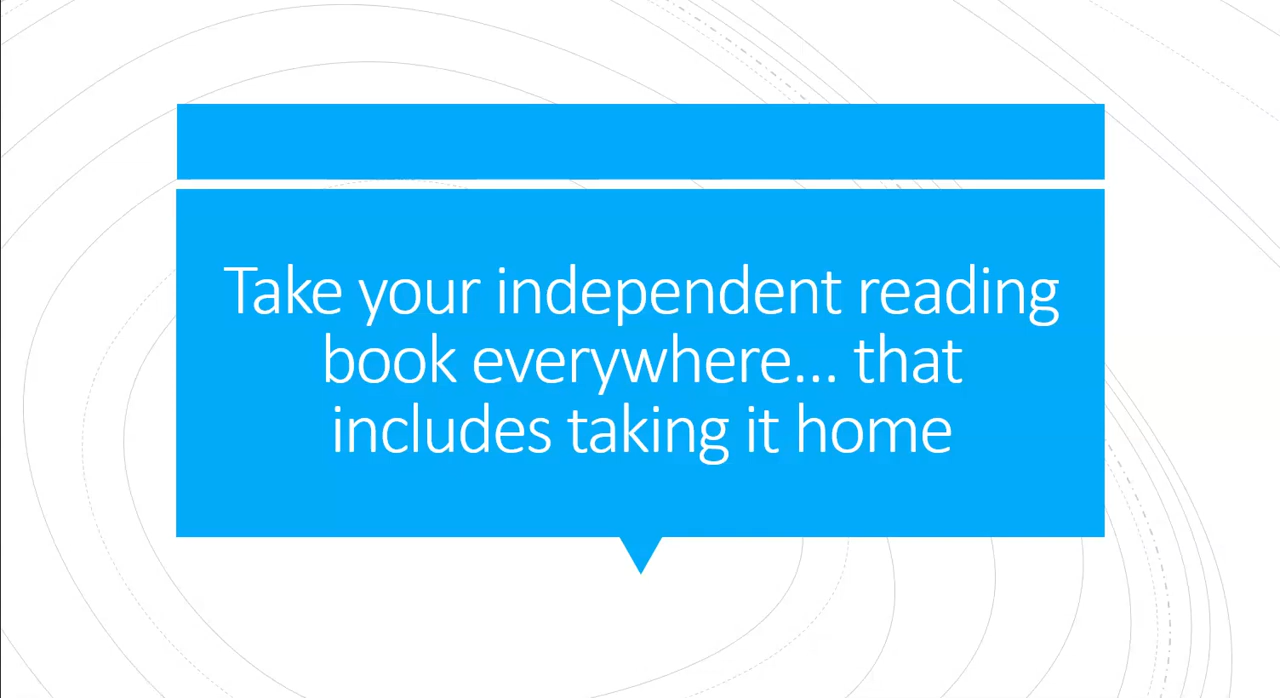 Take your independent reading
book everywhere... that
includes taking it home